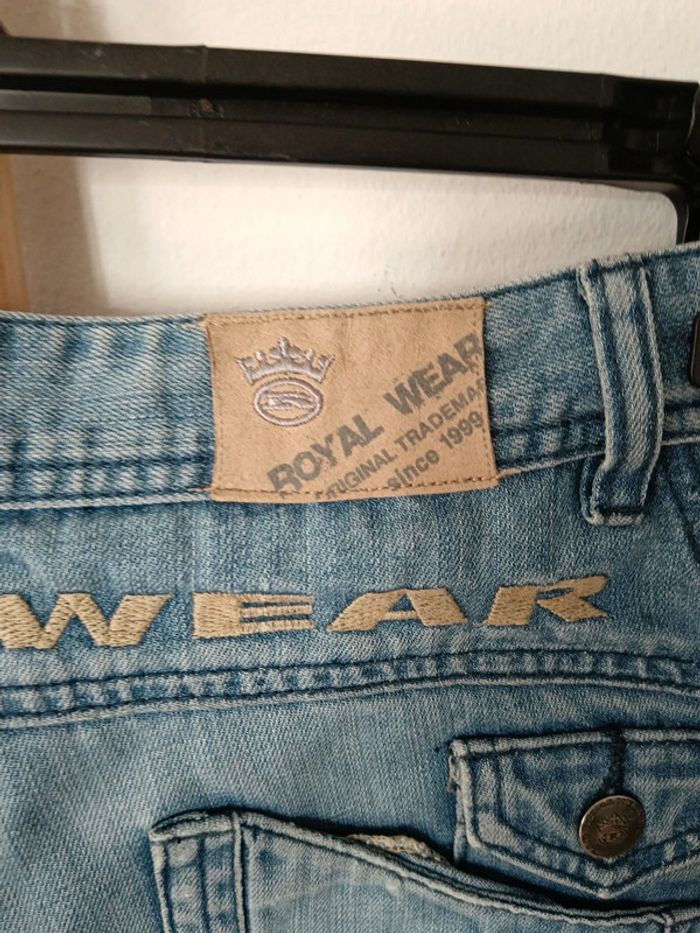 ROYAL WEAR
ORIGINAL TRADEMA
since 1999
WEAR